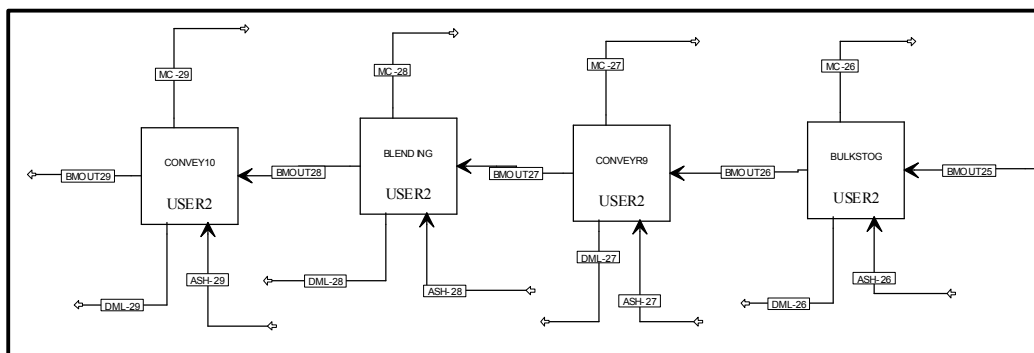 MC-29
MC-28
MC-27
MC-26
CONVEY10
USER2
BLENDING
USER2
CONVEYR9
USER2
BULKSTOG
USER2
BMOUT29
BMOUT28
BMOUT27
BMOUT26
BMOUT25
DML-29
ASH-29
DML-28
ASH-28
DML-27
ASH-27
DML-26
ASH-26